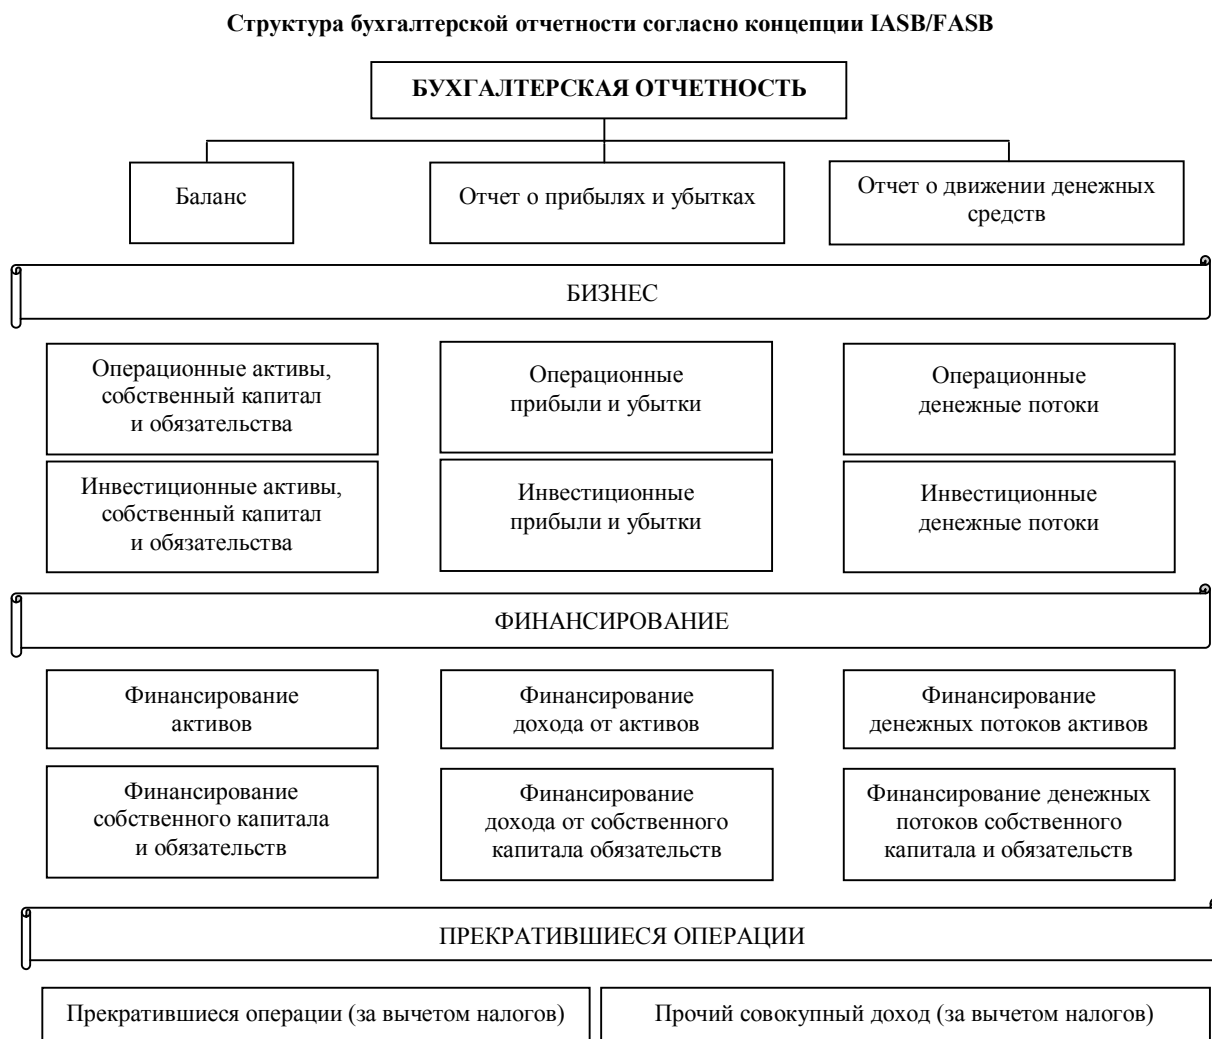 Структура бухгалтерской отчетности согласно концепции IASB/FASB
БУХГАЛТЕРСКАЯ ОТЧЕТНОСТЬ
Баланс
Отчет о прибылях и убытках
Отчет о движении денежных
средств
БИЗНЕС
Операционные активы,
собственный капитал
и обязательства
Операционные
прибыли и убытки
Операционные
денежные потоки
Инвестиционные активы,
собственный капитал
и обязательства
Инвестиционные
прибыли и убытки
Инвестиционные
денежные потоки
ФИНАНСИРОВАНИЕ
Финансирование
активов
Финансирование
дохода от активов
Финансирование
денежных потоков активов
Финансирование
собственного капитала
и обязательств
Финансирование
дохода от собственного
капитала обязательств
Финансирование денежных
потоков собственного
капитала и обязательств
ПРЕКРАТИВШИЕСЯ ОПЕРАЦИИ
Прекратившиеся операции (за вычетом налогов)
Прочий совокупный доход (за вычетом налогов)